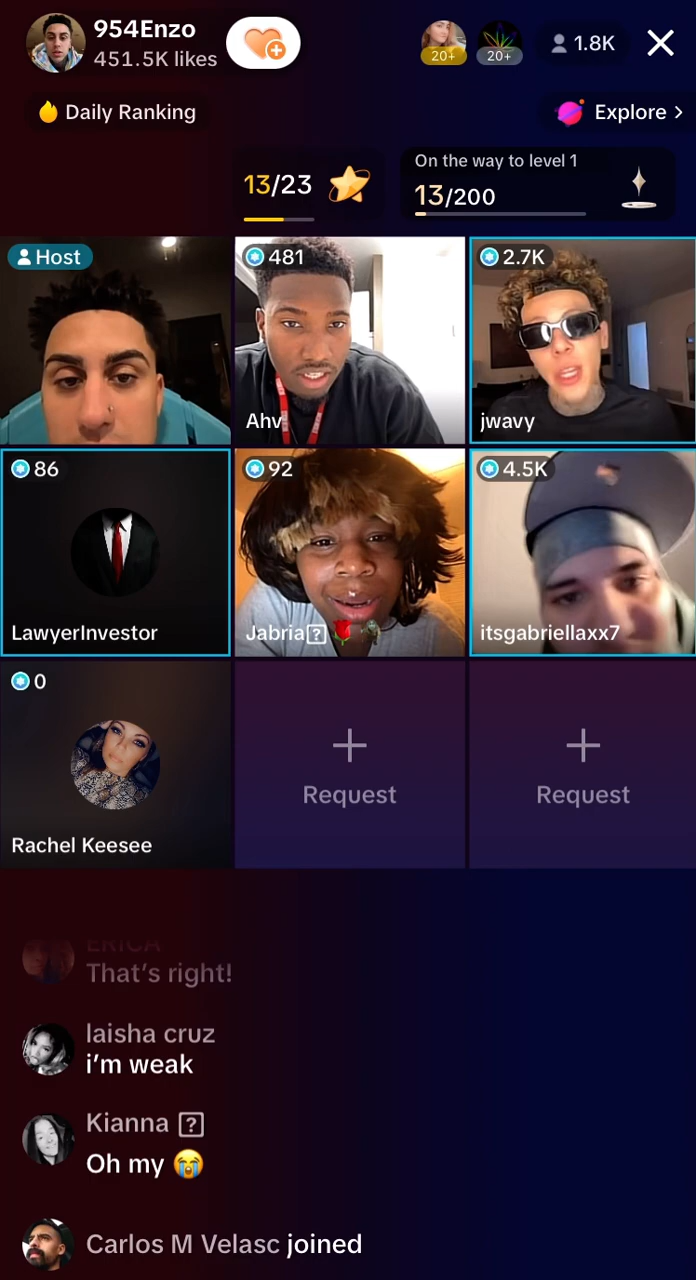 954Enzo
451.5K likes
20+
20+
1.8K
Daily Ranking
Explore >
13/23
On the way to level 1
13/200
Host
481
Ahv
2.7K
jwavy
86
LawyerInvestor
92
Jabria
4.5K
itsgabriellaxx7
0
Rachel Keesee
Request
Request
ERICA
That's right!
laisha cruz
i'm weak
Kianna
Oh my 😭
Carlos M Velasc joined